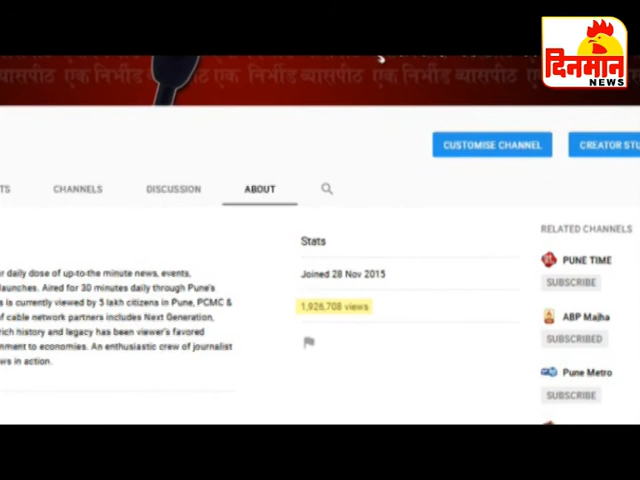 दिनमान
NEWS
व्यासपीठ एक निर्भीड व्यासपीठ एक निर्भीड व्यासपीठ एक निर्भीड व्यासपीठ
CUSTOMISE CHANNEL
CREATOR STU
TS
CHANNELS
DISCUSSION
ABOUT
RELATED CHANNELS
Stats
Joined 28 Nov 2015
1,926,708 views
r daily dose of up-to-the minute news, events,
launches. Aired for 30 minutes daily through Pune's
s is currently viewed by 5 lakh citizens in Pune, PCMC &
of cable network partners includes Next Generation,
rich history and legacy has been viewer's favored
nment to economies. An enthusiastic crew of journalist
ws in action.
PUNE TIME
SUBSCRIBE
ABP Majha
SUBSCRIBED
Pune Metro
SUBSCRIBE